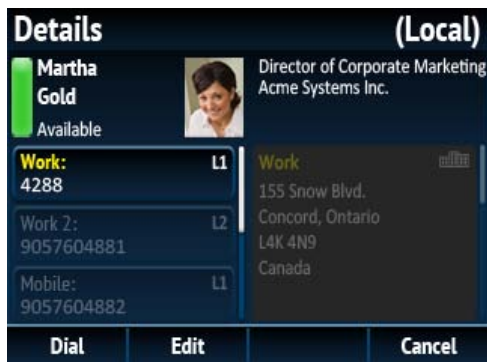 Details (Local)
Martha
Gold
Available
Director of Corporate Marketing
Acme Systems Inc.
Work: L1
4288
Work 2: L2
9057604881
Mobile: L1
9057604882
Work
155 Snow Blvd.
Concord, Ontario
L4K 4N9
Canada
Dial Edit Cancel